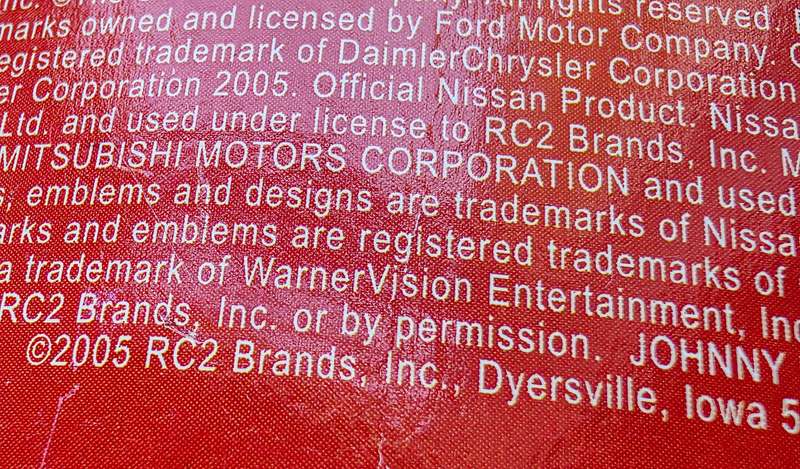 Inc. © rights reserved.
marks owned and licensed by Ford Motor Company.
registered trademark of DaimlerChrysler Corporation
er Corporation 2005. Official Nissan Product. Nissa
Ltd. and used under license to RC2 Brands, Inc. M
MITSUBISHI MOTORS CORPORATION and used
s, emblems and designs are trademarks of Nissa
arks and emblems are registered trademarks of
a trademark of WarnerVision Entertainment, Inc
RC2 Brands, Inc. or by permission. JOHNNY
©2005 RC2 Brands, Inc., Dyersville, Iowa 5